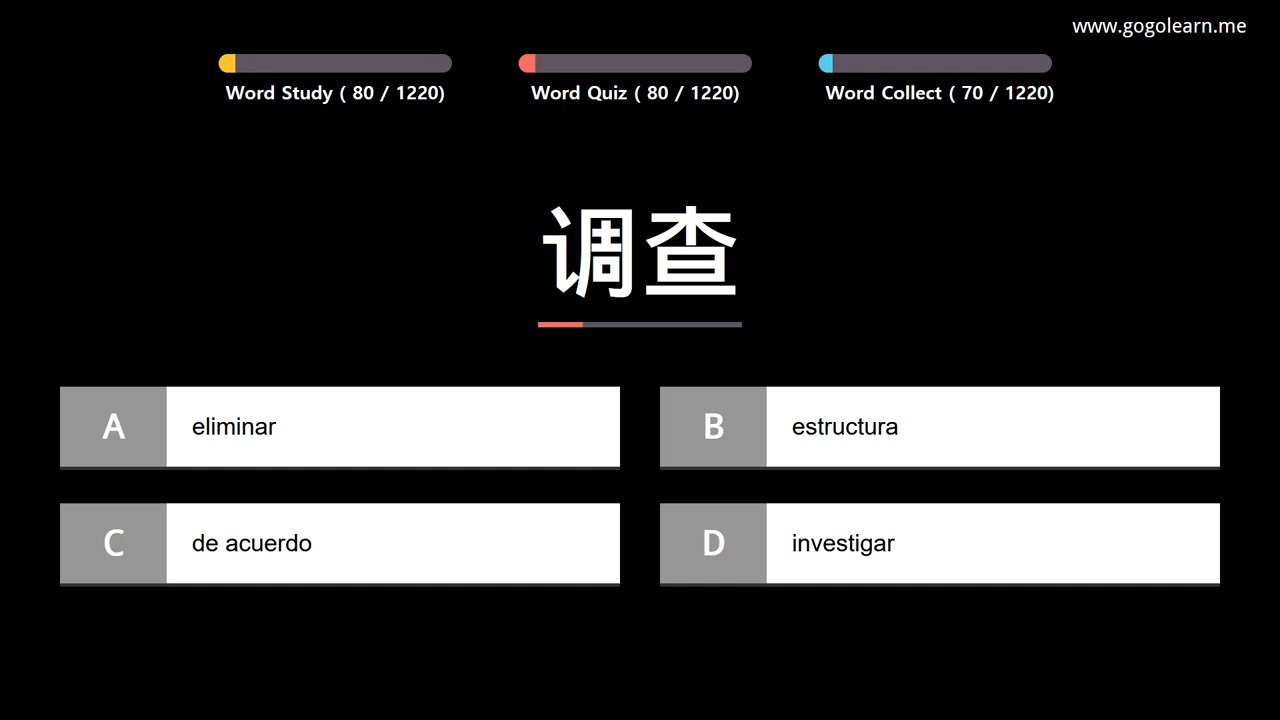 www.gogolearn.me
Word Study ( 80 / 1220)
Word Quiz ( 80 / 1220)
Word Collect ( 70 / 1220)
调查
A eliminar
B estructura
C de acuerdo
D investigar